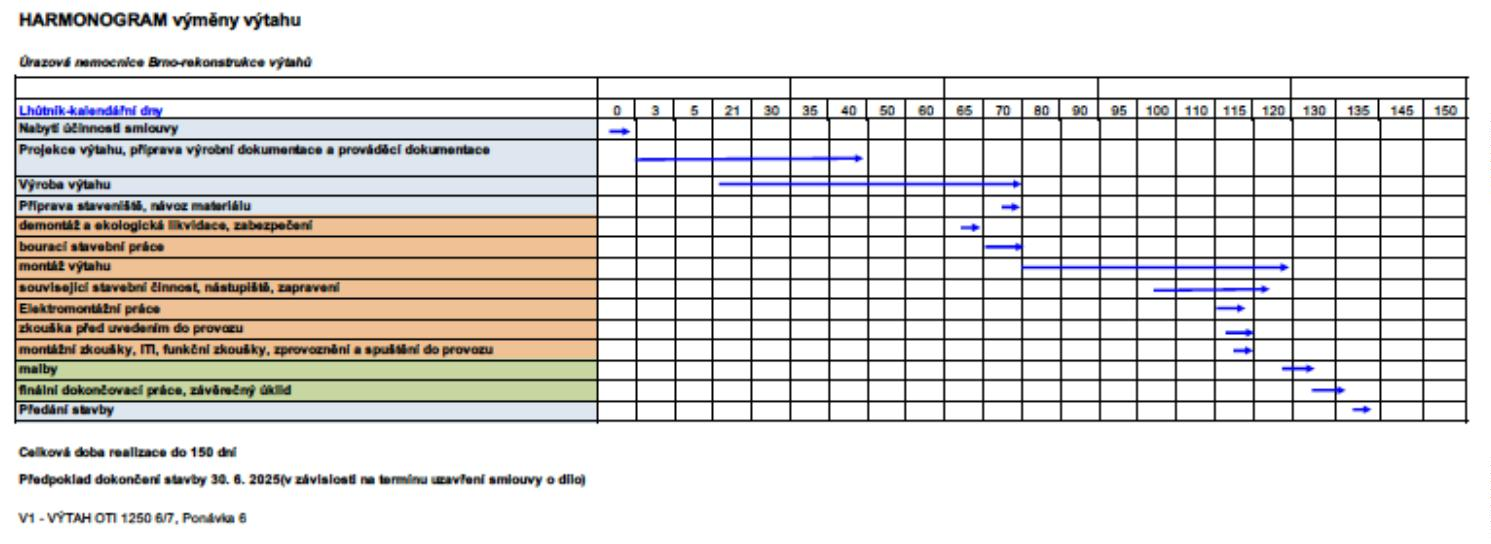 HARMONOGRAM výměny výtahu
Úrazová nemocnice Brno-rekonstrukce výtahů
Lhůtník-kalendářní dny 0 3 5 21 30 35 40 50 60 65 70 80 90 95 100 110 115 120 130 135 145 150
Nabytí účinnosti smlouvy
Projekce výtahu, příprava výrobní dokumentace a prováděcí dokumentace
Výroba výtahu
Příprava staveniště, návoz materiálu
demontáž a ekologická likvidace, zabezpečení
bourací stavební práce
montáž výtahu
související stavební činnost, nástupiště, zapravení
Elektromontážní práce
zkouška před uvedením do provozu
montážní zkoušky, ITI, funkční zkoušky, zprovoznění a spuštění do provozu
malby
finální dokončovací práce, závěrečný úklid
Předání stavby
Celková doba realizace do 150 dní
Předpoklad dokončení stavby 30. 6. 2025(v závislosti na termínu uzavření smlouvy o dílo)
V1 - VÝTAH OTI 1250 6/7, Ponávka 6